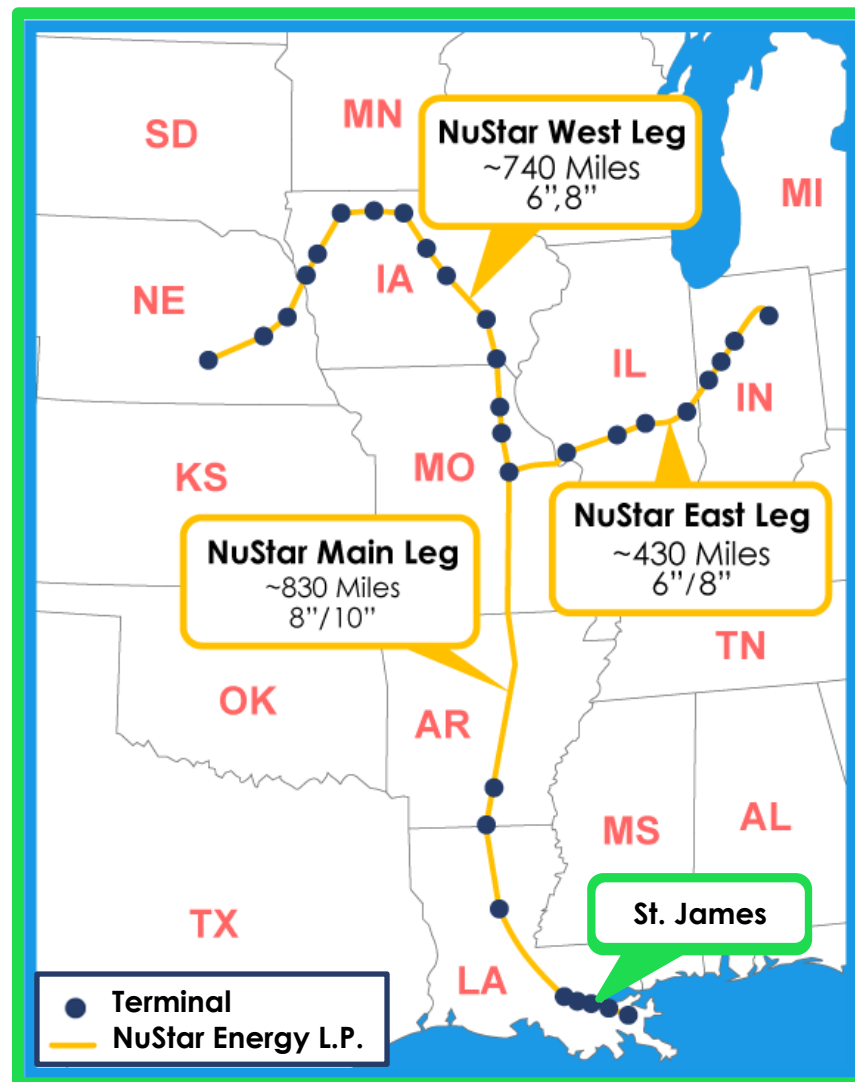 SD
MN
NuStar West Leg
~740 Miles
6”,8”
MI
NE
IA
IL
IN
KS
MO
NuStar Main Leg
~830 Miles
8”/10”
NuStar East Leg
~430 Miles
6”/8”
TN
OK
AR
MS
AL
TX
St. James
LA
Terminal
NuStar Energy L.P.